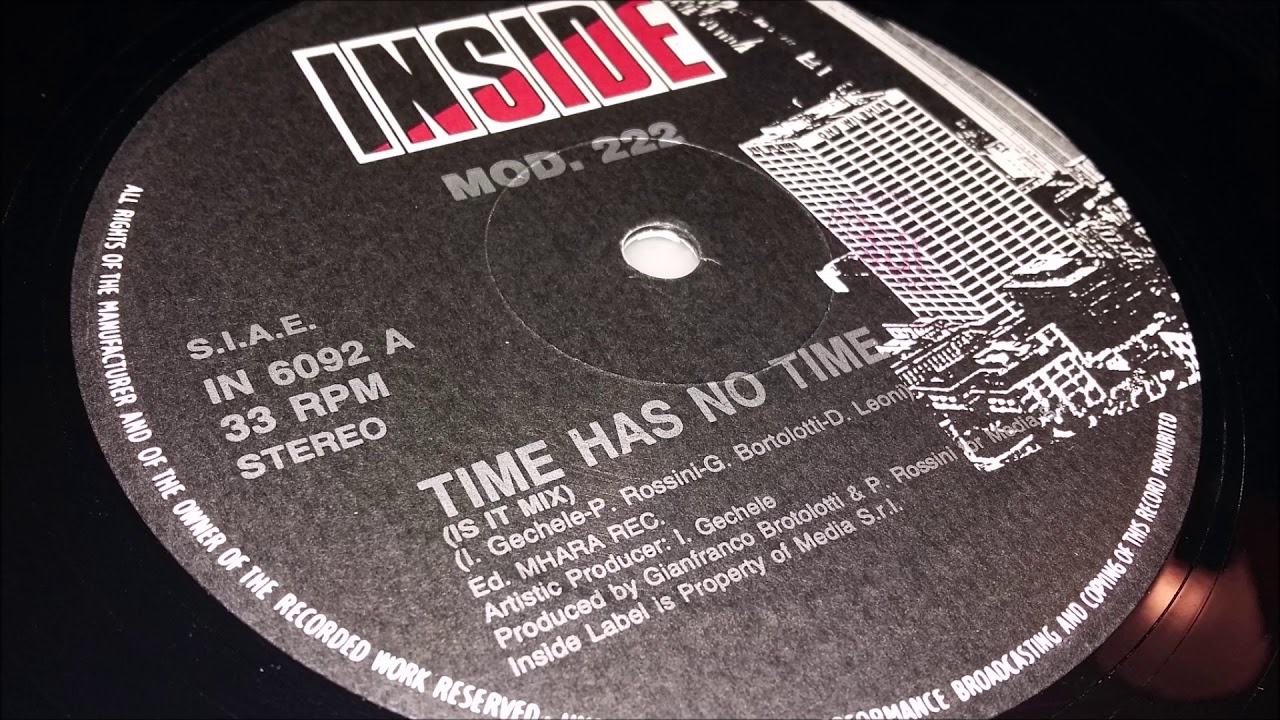 INSIDE
MOD. 222
S.I.A.E.
IN 6092 A
33 RPM
STEREO
TIME HAS NO TIME
(IS IT MIX)
(I. Gechele-P. Rossini-G. Bortolotti-D. Leoni)
Ed. MHARA REC.
Artistic Producer: I. Gechele
Produced by Gianfranco Brotolotti & P. Rossini for Media
Inside Label is Property of Media S.r.l.
ALL RIGHTS OF THE MANUFACTURER AND OF THE OWNER OF THE RECORDED WORK RESERVED. BROADCASTING AND COPYING OF THIS RECORD PROHIBITED